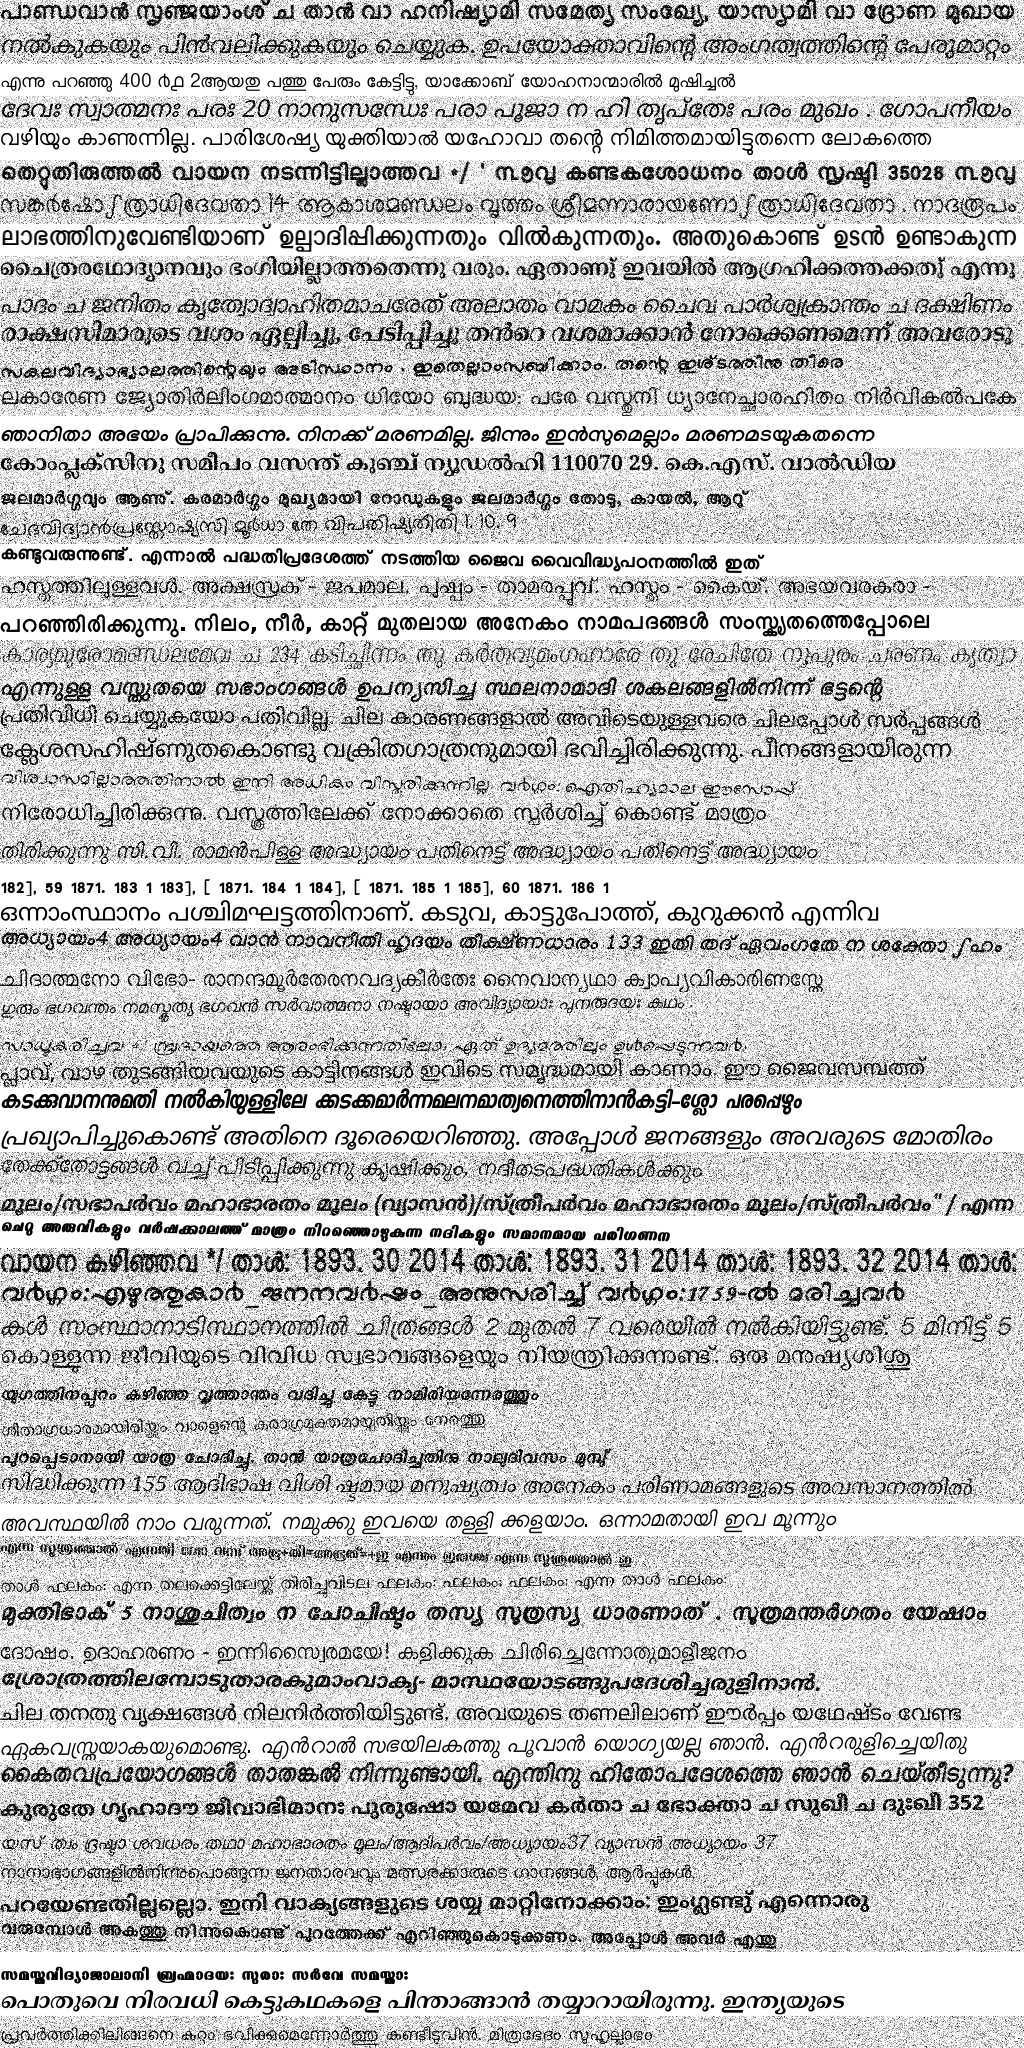 പാണ്ഡവാൻ സൃഞ്ജയാംശ് ച താൻ വാ ഹനിഷ്യാമി സമേത്യ സംഖ്യേ, യാസ്യാമി വാ ദ്രോണ മുഖായ
നൽകുകയും പിൻവലിക്കുകയും ചെയ്യുക. ഉപയോക്താവിന്റെ അംഗത്വത്തിന്റെ പേരുമാറ്റം
എന്നു പറഞ്ഞു 400 ൻ൧ 2ആയതു പത്തു പേരും കേട്ടിട്ടു, യാക്കോബ് യോഹനാന്മാരിൽ മുഷിച്ചൽ
ദേവഃ സ്വാത്മനഃ പരഃ 20 നാനുസന്ധേഃ പരാ പൂജാ ന ഹി തൃപ്തേഃ പരം മുഖം . ഗോപനീയം
വഴിയും കാണുന്നില്ല. പാരിശേഷ്യ യുക്തിയാൽ യഹോവാ തന്റെ നിമിത്തമായിട്ടുതന്നെ ലോകത്തെ
തെറ്റുതിരുത്തൽ വായന നടന്നിട്ടില്ലാത്തവ */ ' ൩൭൮ കണ്ടകശോധനം താൾ സൃഷ്ടി 35028 ൩൭൮
സങ്കർഷോഽത്രാധിദേവതാ 14 ആകാശമണ്ഡലം വൃത്തം ശ്രീമന്നാരായണോഽത്രാധിദേവതാ . നാദരൂപം
ലാഭത്തിനുവേണ്ടിയാണ് ഉല്പാദിപ്പിക്കുന്നതും വിൽകുന്നതും. അതുകൊണ്ട് ഉടൻ ഉണ്ടാകുന്ന
ചൈത്രരഥോദ്യാനവും ഭംഗിയില്ലാത്തതെന്നു വരും. ഏതാണു് ഇവയിൽ ആഗ്രഹിക്കത്തക്കതു് എന്നു
പാദം ച ജനിതം കൃത്വോദ്വാഹിതമാചരേത് അലാതം വാമകം ചൈവ പാർശ്വക്രാന്തം ച ദക്ഷിണം
രാക്ഷസിമാരുടെ വശം ഏല്പിച്ചു, പേടിപ്പിച്ചു തൻറെ വശമാക്കാൻ നോക്കെണമെന്ന് അവരോടു
സകലവിദ്യാഭ്യാലത്തിന്റെയും അടിസ്ഥാനം . ഇതെല്ലാംസഞ്ചിക്കാം. തന്റെ ഇശ്ടത്തിനു തിരെ
ലകാരേണ ജ്യോതിർലിംഗമാത്മാനം ധിയോ ബുദ്ധയഃ പരേ വസ്തുനി ധ്യാനേച്ഛാരഹിതം നിർവികൽപകേ
ഞാനിതാ അഭയം പ്രാപിക്കുന്നു. നിനക്ക് മരണമില്ല. ജിന്നും ഇൻസുമെല്ലാം മരണമടയുകതന്നെ
കോംപ്ലക്സിനു സമീപം വസന്ത് കുഞ്ച് ന്യൂഡൽഹി 110070 29. കെ.എസ്. വാൽഡിയ
ജലമാർഗ്ഗവും ആണു്. കരമാർഗ്ഗം മുഖ്യമായി റോഡുകളും ജലമാർഗ്ഗം തോടു, കായൽ, ആറു്
ചേദവിദ്വാൻപ്രസ്തോഷ്യസി മൂർധാ തേ വിപതിഷ്യതീതി 1. 10. 9
കണ്ടുവരുന്നുണ്ട്. എന്നാൽ പദ്ധതിപ്രദേശത്ത് നടത്തിയ ജൈവ വൈവിദ്ധ്യപഠനത്തിൽ ഇത്
ഹസ്തത്തിലുള്ളവൾ. അക്ഷസ്രക് - ജപമാല. പുഷ്പം - താമരപ്പൂവ്. ഹസ്തം - കൈയ്. അഭയവരകരാ -
പറഞ്ഞിരിക്കുന്നു. നിലം, നീർ, കാറ്റ് മുതലായ അനേകം നാമപദങ്ങൾ സംസ്കൃതത്തെപ്പോലെ
കാര്യമുരോമണ്ഡലമേവ ച 234 കടിച്ഛിന്നം തു കർതവ്യമംഗഹാരേ തു രേചിതേ നൂപുരം ചരണം കൃത്വാ
എന്നുള്ള വസ്തുതയെ സഭാംഗങ്ങൾ ഉപന്യസിച്ച സ്ഥലനാമാദി ശകലങ്ങളിൽനിന്ന് ഭട്ടന്റെ
പ്രതിവിധി ചെയ്യുകയോ പതിവില്ല. ചില കാരണങ്ങളാൽ അവിടെയുള്ളവരെ ചിലപ്പോൾ സർപ്പങ്ങൾ
ക്ലേശസഹിഷ്ണുതകൊണ്ടു വക്രിതഗാത്രനുമായി ഭവിച്ചിരിക്കുന്നു. പീനങ്ങളായിരുന്ന
വിശ്വാസമില്ലാത്തതിനാൽ ഇനി അധികം വിസ്തരിക്കുന്നില്ല. വർഗം: ഐതിഹ്യമാല ഈസോപ്പ്
നിരോധിച്ചിരിക്കുന്നു. വസ്ത്രത്തിലേക്ക് നോക്കാതെ സ്പർശിച്ച് കൊണ്ട് മാത്രം
തിരിക്കുന്നു സി.വി. രാമൻപിള്ള അദ്ധ്യായം പതിനെട്ട് അദ്ധ്യായം പതിനെട്ട് അദ്ധ്യായം
182], 59 1871. 183 1 183], [ 1871. 184 1 184], [ 1871. 185 1 185], 60 1871. 186 1
ഒന്നാംസ്ഥാനം പശ്ചിമഘട്ടത്തിനാണ്. കടുവ, കാട്ടുപോത്ത്, കുറുക്കൻ എന്നിവ
അധ്യായം4 അധ്യായം4 വാൻ നാവനീതീ ഹൃദയം തീക്ഷ്ണധാരം 133 ഇതി തദ് ഏവംഗതേ ന ശക്തോ ഽഹം
ചിദാത്മനോ വിഭോ- രാനന്ദമൂർതേരനവദ്യകീർതേഃ നൈവാന്യഥാ ക്വാപ്യവികാരിണസ്തേ
ഗുരും ഭഗവന്തം നമസ്കൃത്യ ഭഗവൻ സർവാത്മനാ നഷ്ടായാ അവിദ്യായാഃ പുനരുദയഃ കഥം .
സാധൂകരിച്ചവ */ സമ്പ്രദായത്തെ ആരംഭിക്കുന്നതിലല്ലോ. ഏത് ഉദ്യമത്തിലും ഉൾപ്പെടുന്നവർ.
പ്ലാവ്, വാഴ തുടങ്ങിയവയുടെ കാട്ടിനങ്ങൾ ഇവിടെ സമൃദ്ധമായി കാണാം. ഈ ജൈവസമ്പത്ത്
കടക്കുവാനനുമതി നൽകിയുള്ളിലേ ക്കടക്കമാർന്നമലനമാത്യനെത്തിനാൻകട്ടി-ശ്ലോ പരപ്പെഴും
പ്രഖ്യാപിച്ചുകൊണ്ട് അതിനെ ദൂരെയെറിഞ്ഞു. അപ്പോൾ ജനങ്ങളും അവരുടെ മോതിരം
തേക്ക്തോട്ടങ്ങൾ വച്ച് പിടിപ്പിക്കുന്നു കൃഷിക്കും, നദീതടപദ്ധതികൾക്കും
മൂലം/സഭാപർവം മഹാഭാരതം മൂലം (വ്യാസൻ)/സ്ത്രീപർവം മഹാഭാരതം മൂലം/സ്ത്രീപർവം" / എന്ന
ചെറു അരുവികളും വർഷക്കാലത്ത് മാത്രം നിറഞ്ഞൊഴുകുന്ന നദികളും സമാനമായ പരിഗണന
വായന കഴിഞ്ഞവ */ താൾ: 1893. 30 2014 താൾ: 1893. 31 2014 താൾ: 1893. 32 2014 താൾ:
വർഗ്ഗം:എഴുത്തുകാർ_ജനനവർഷം_അനുസരിച്ച് വർഗ്ഗം:1759-ൽ മരിച്ചവർ
കൾ സംസ്ഥാനാടിസ്ഥാനത്തിൽ ചിത്രങ്ങൾ 2 മുതൽ 7 വരെയിൽ നൽകിയിട്ടുണ്ട്. 5 മിനിട്ട് 5
കൊള്ളുന്ന ജീവിയുടെ വിവിധ സ്വഭാവങ്ങളെയും നിയന്ത്രിക്കുന്നുണ്ട്. ഒരു മനുഷ്യശിശു
യുഗത്തിനപ്പുറം കഴിഞ്ഞ വൃത്താന്തം വദിച്ചു കേട്ടു നാമിരിയന്നേരത്തും
ശീതാഗ്രധാരമായിരിയ്ക്കും വാളെന്റെ കരാഗ്രമുക്തമായതിയ്ക്കും നേരത്തു
പുറപ്പെടാനായി യാത്ര ചോദിച്ചു. താൻ യാത്രചോദിച്ചതിനു നാലുദിവസം മുമ്പ്
സിദ്ധിക്കുന്ന 155 ആദിഭാഷ വിശി ഷ്ടമായ മനുഷ്യത്വം അനേകം പരിണാമങ്ങളുടെ അവസാനത്തിൽ
അവസ്ഥയിൽ നാം വരുന്നത്. നമുക്കു ഇവയെ തള്ളി ക്കളയാം. ഒന്നാമതായി ഇവ മൂന്നും
താൾ ഫലകം: എന്ന തലക്കെട്ടിലേയ്ക്ക് തിരിച്ചുവിടല ഫലകം: ഫലകം: ഫലകം: എന്ന താൾ ഫലകം:
മുക്തിഭാക് 5 നാശുചിത്വം ന ചോചിഷ്ടം തസ്യ സൂത്രസ്യ ധാരണാത് . സൂത്രമന്തർഗതം യേഷാം
ദോഷം. ഉദാഹരണം - ഇന്നിസ്വൈരമയേ! കളിക്കുക ചിരിച്ചെന്നോതുമാളീജനം
ശ്രോത്രത്തിലമ്പോടുതാരകുമാംവാക്യ- മാസ്ഥയോടങ്ങുപദേശിച്ചരുളിനാൻ.
ചില തനതു വൃക്ഷങ്ങൾ നിലനിർത്തിയിട്ടുണ്ട്. അവയുടെ തണലിലാണ് ഈർപ്പം യഥേഷ്ടം വേണ്ട
ഏകവസ്ത്രയാകയുമൊണ്ടു. എൻറാൽ സഭയിലകത്തു പൂവാൻ യൊഗ്യയല്ല ഞാൻ. എൻററുളിച്ചെയിതു
കൈതവപ്രയോഗങ്ങൾ താതങ്കൽ നിന്നുണ്ടായി. എന്തിനു ഹിതോപദേശത്തെ ഞാൻ ചെയ്തീടുന്നൂ?
കുരുതേ ഗൃഹാദൗ ജീവാഭിമാനഃ പുരുഷോ യമേവ കർതാ ച ഭോക്താ ച സുഖീ ച ദുഃഖീ 352
യസ് ത്വം ദ്രഷ്ടാ ശവധരം തഥാ മഹാഭാരതം മൂലം/ആദിപർവം/അധ്യായം37 വ്യാസൻ അധ്യായം 37
നാനാഭാഗങ്ങളിൽനിന്നുപൊങ്ങുന്ന ജനതാരവവും മത്സരക്കാരുടെ ഗാനങ്ങൾ, ആർപ്പുകൾ,
പറയേണ്ടതില്ലല്ലൊ. ഇനി വാക്യങ്ങളുടെ ശയ്യ മാറ്റിനോക്കാം: ഇംഗ്ലണ്ടു് എന്നൊരു
വരുമ്പോൾ അകത്തു നിന്നുകൊണ്ട് പുറത്തേക്ക് എറിഞ്ഞുകൊടുക്കണം. അപ്പോൾ അവർ എന്തു
സമസ്തവിദ്യാജാലാനി ബ്രഹ്മാദയഃ സുരാഃ സർവേ സമസ്താഃ
പൊതുവെ നിരവധി കെട്ടുകഥകളെ പിന്താങ്ങാൻ തയ്യാറായിരുന്നു. ഇന്ത്യയുടെ
പ്രവർത്തിക്കിലിങ്ങനെ കുറ്റം ഭവിക്കുമെന്നോർത്തു കണ്ടീടുവിൻ. മിത്രഭേദം സുഹൃല്ലാഭം